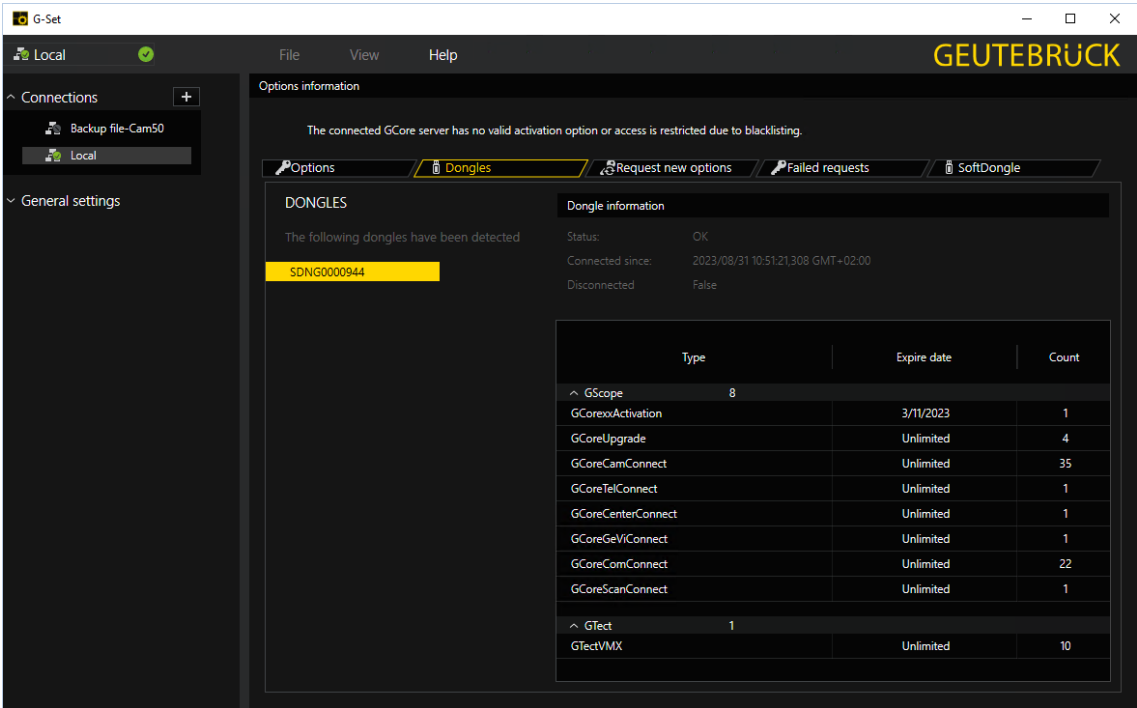 G-Set
Local
File View Help
GEUTEBRÜCK
Connections +
Backup file-Cam50
Local
General settings
Options information
The connected GCore server has no valid activation option or access is restricted due to blacklisting.
Options Dongles Request new options Failed requests SoftDongle
DONGLES
The following dongles have been detected
SDNG0000944
Dongle information
Status: OK
Connected since: 2023/08/31 10:51:21,308 GMT+02:00
Disconnected False
Type Expire date Count
GScope 8
GCorexxActivation 3/11/2023 1
GCoreUpgrade Unlimited 4
GCoreCamConnect Unlimited 35
GCoreTelConnect Unlimited 1
GCoreCenterConnect Unlimited 1
GCoreGeViConnect Unlimited 1
GCoreComConnect Unlimited 22
GCoreScanConnect Unlimited 1
GTect 1
GTectVMX Unlimited 10